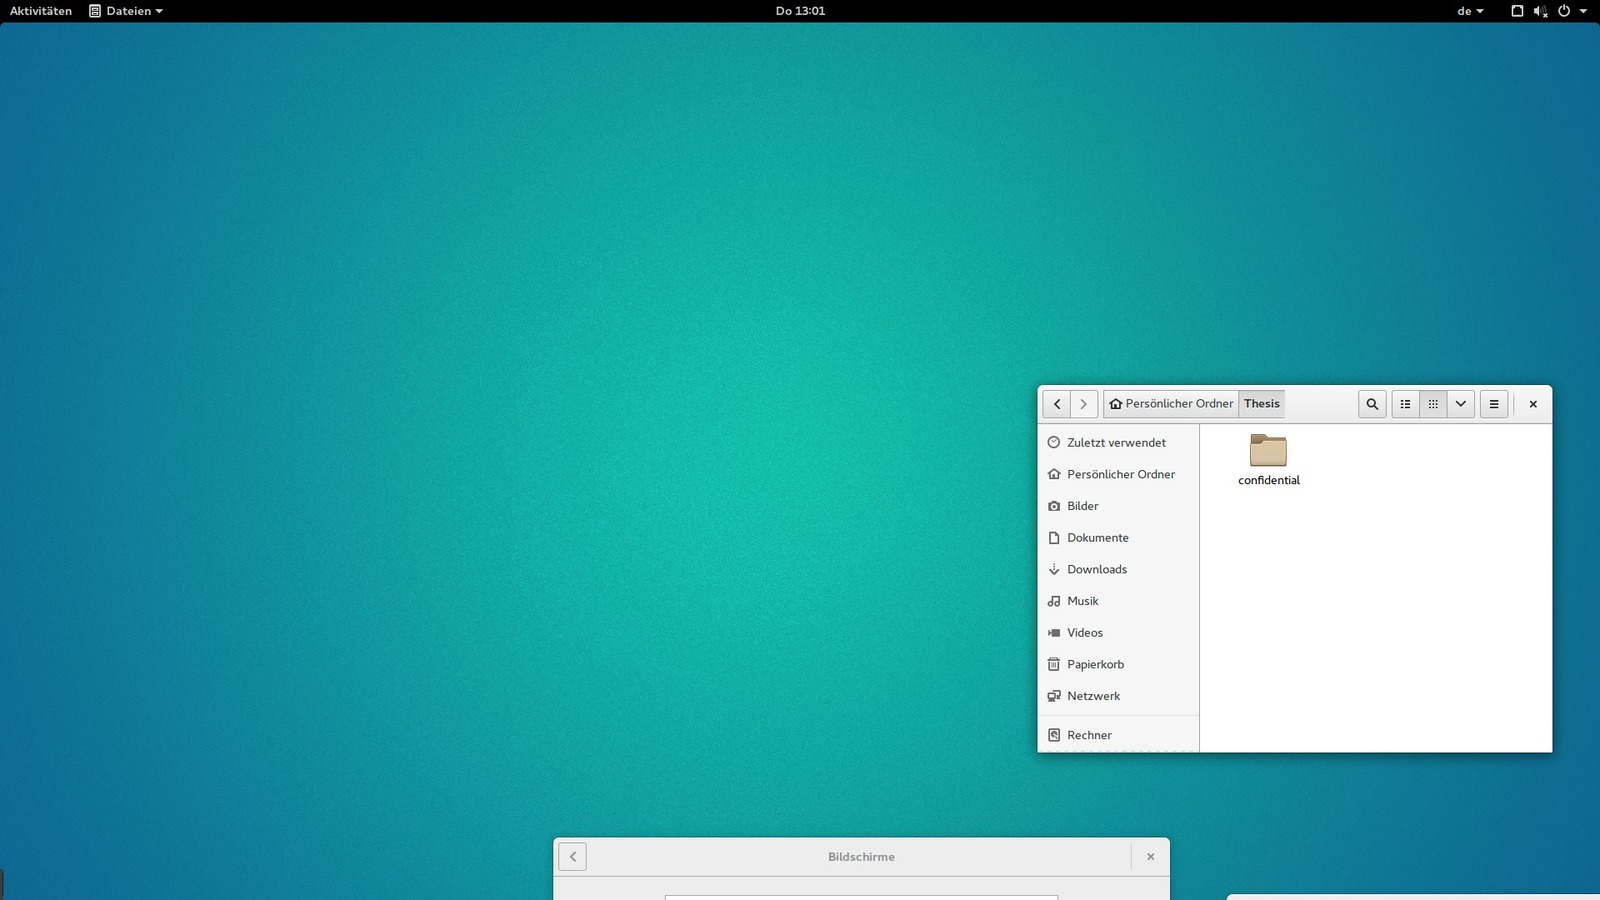 Aktivitäten Dateien Do 13:01 de
Persönlicher Ordner Thesis
Zuletzt verwendet
Persönlicher Ordner
Bilder
Dokumente
Downloads
Musik
Videos
Papierkorb
Netzwerk
Rechner
confidential
Bildschirme